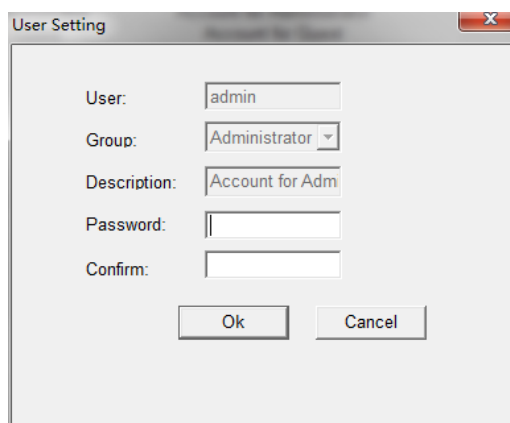 User Setting
User: admin
Group: Administrator
Description: Account for Adm
Password:
Confirm:
Ok Cancel